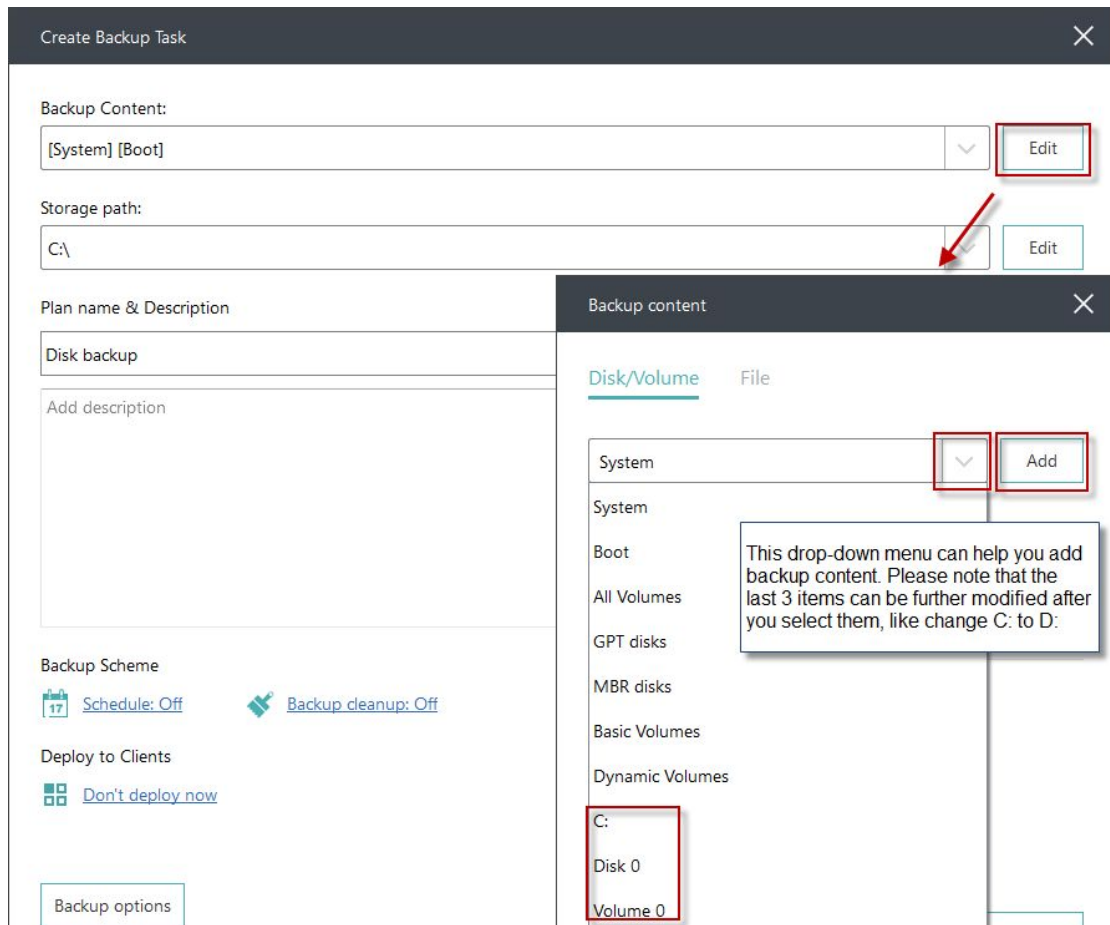 Create Backup Task
Backup Content:
[System] [Boot]
Edit
Storage path:
C:\
Edit
Plan name & Description
Disk backup
Add description
Backup Scheme
17
Schedule: Off
Backup cleanup: Off
Deploy to Clients
Don't deploy now
Backup options
Backup content
Disk/Volume File
System
Add
System
Boot
All Volumes
GPT disks
MBR disks
Basic Volumes
Dynamic Volumes
C:
Disk 0
Volume 0
This drop-down menu can help you add
backup content. Please note that the
last 3 items can be further modified after
you select them, like change C: to D: